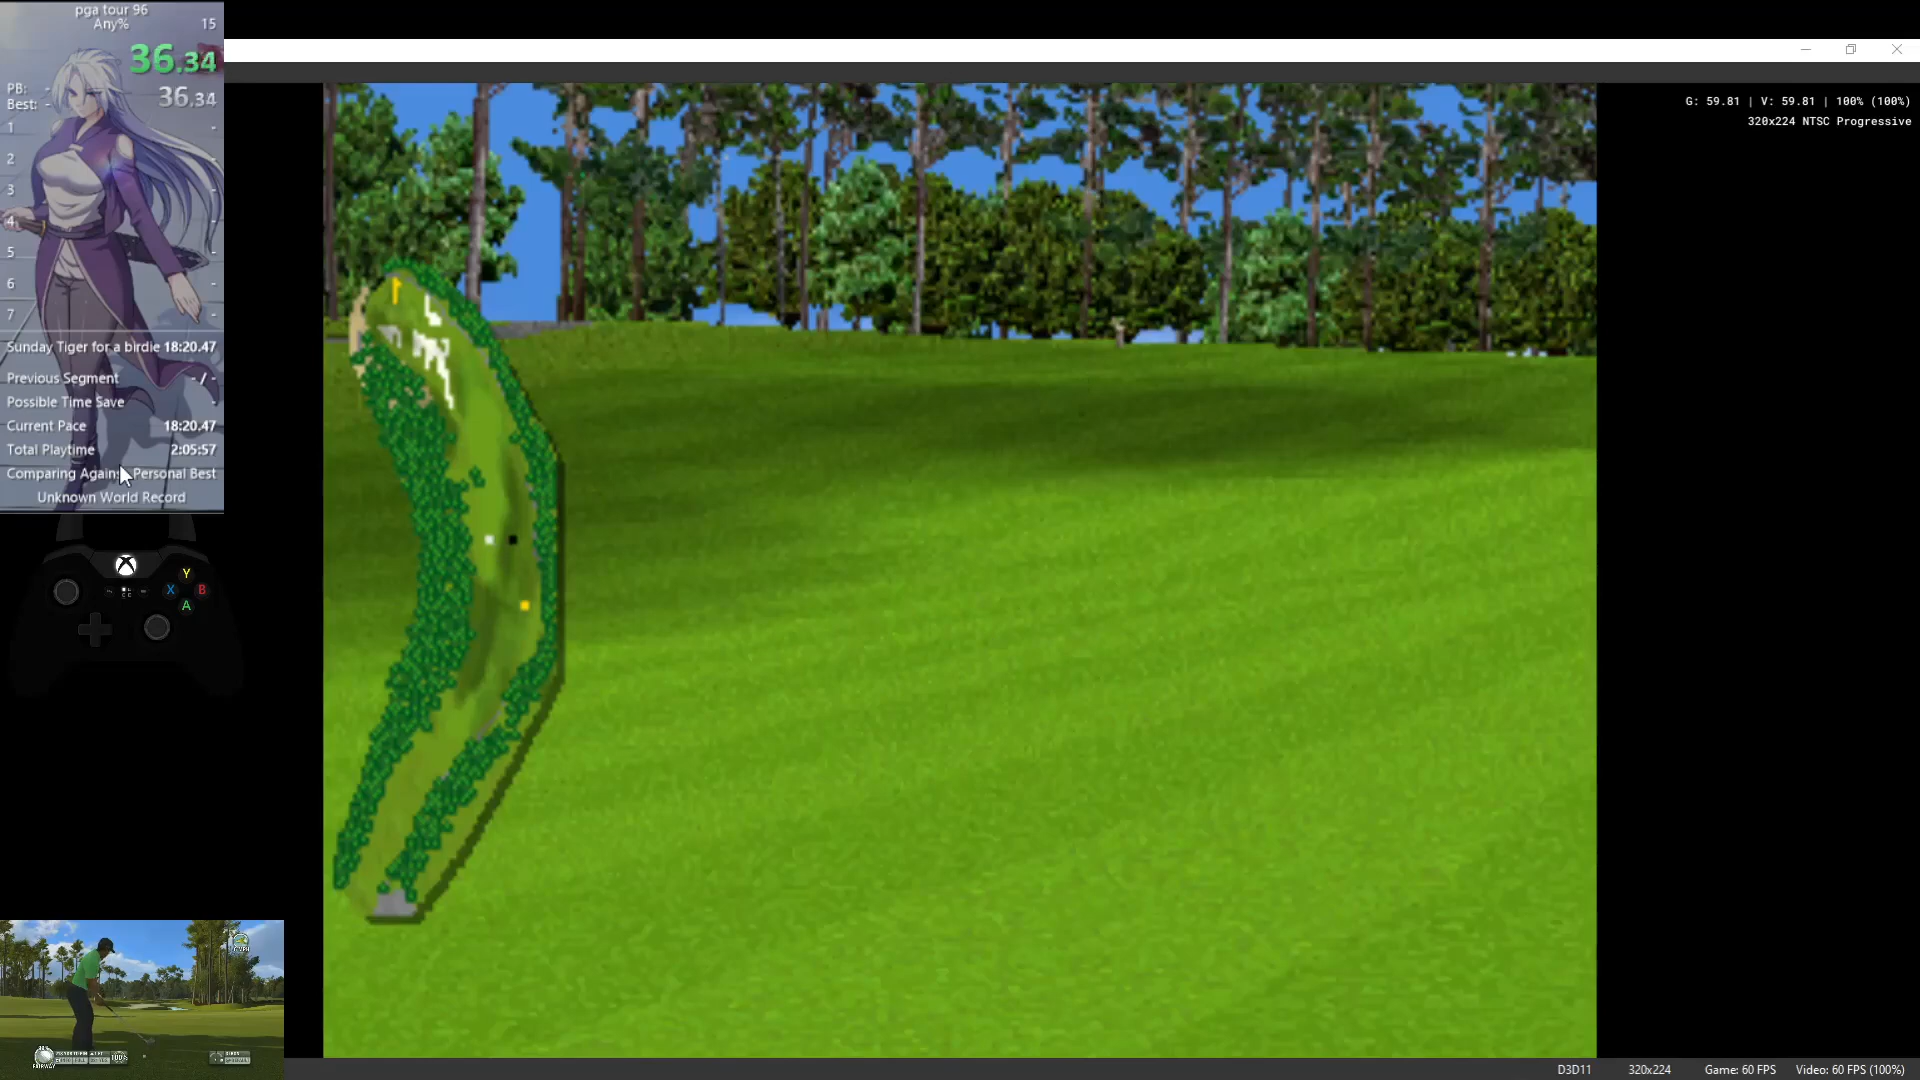 pga tour 96
Any% 15
36.34
PB: -
36.34
Best: -
1 -
2 -
3 -
4 -
5 -
6 -
7 -
Sunday Tiger for a birdie 18:20.47
Previous Segment - / -
Possible Time Save -
Current Pace 18:20.47
Total Playtime 2:05:57
Comparing Against Personal Best
Unknown World Record
G: 59.81 | V: 59.81 | 100% (100%)
320x224 NTSC Progressive
Y
X B
A
100%
FAIRWAY
D3D11 320x224 Game: 60 FPS Video: 60 FPS (100%)